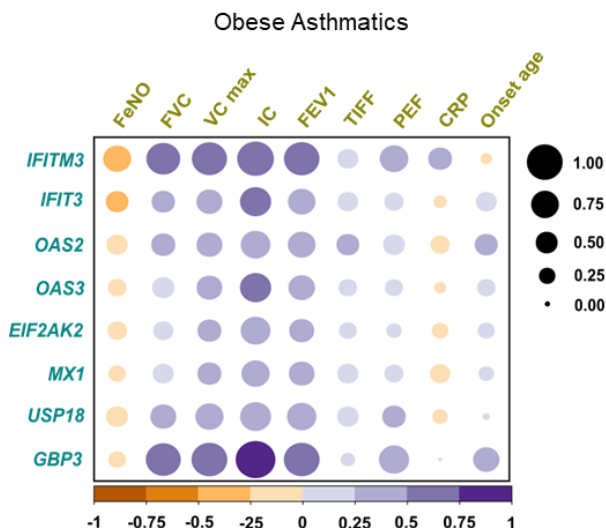 Obese Asthmatics
FeNO FVC VC max IC FEV1 TIFF PEF CRP Onset age
IFITM3
IFIT3
OAS2
OAS3
EIF2AK2
MX1
USP18
GBP3
1.00
0.75
0.50
0.25
0.00
-1 -0.75 -0.5 -0.25 0 0.25 0.5 0.75 1